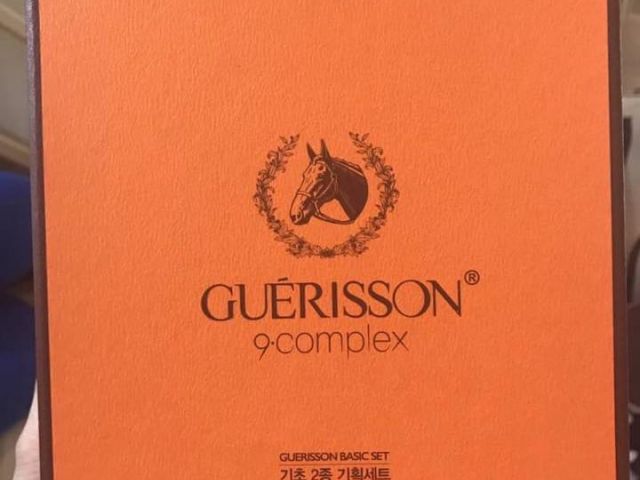 GUÉRISSON®
9·complex
GUERISSON BASIC SET
기초 2종 기획세트